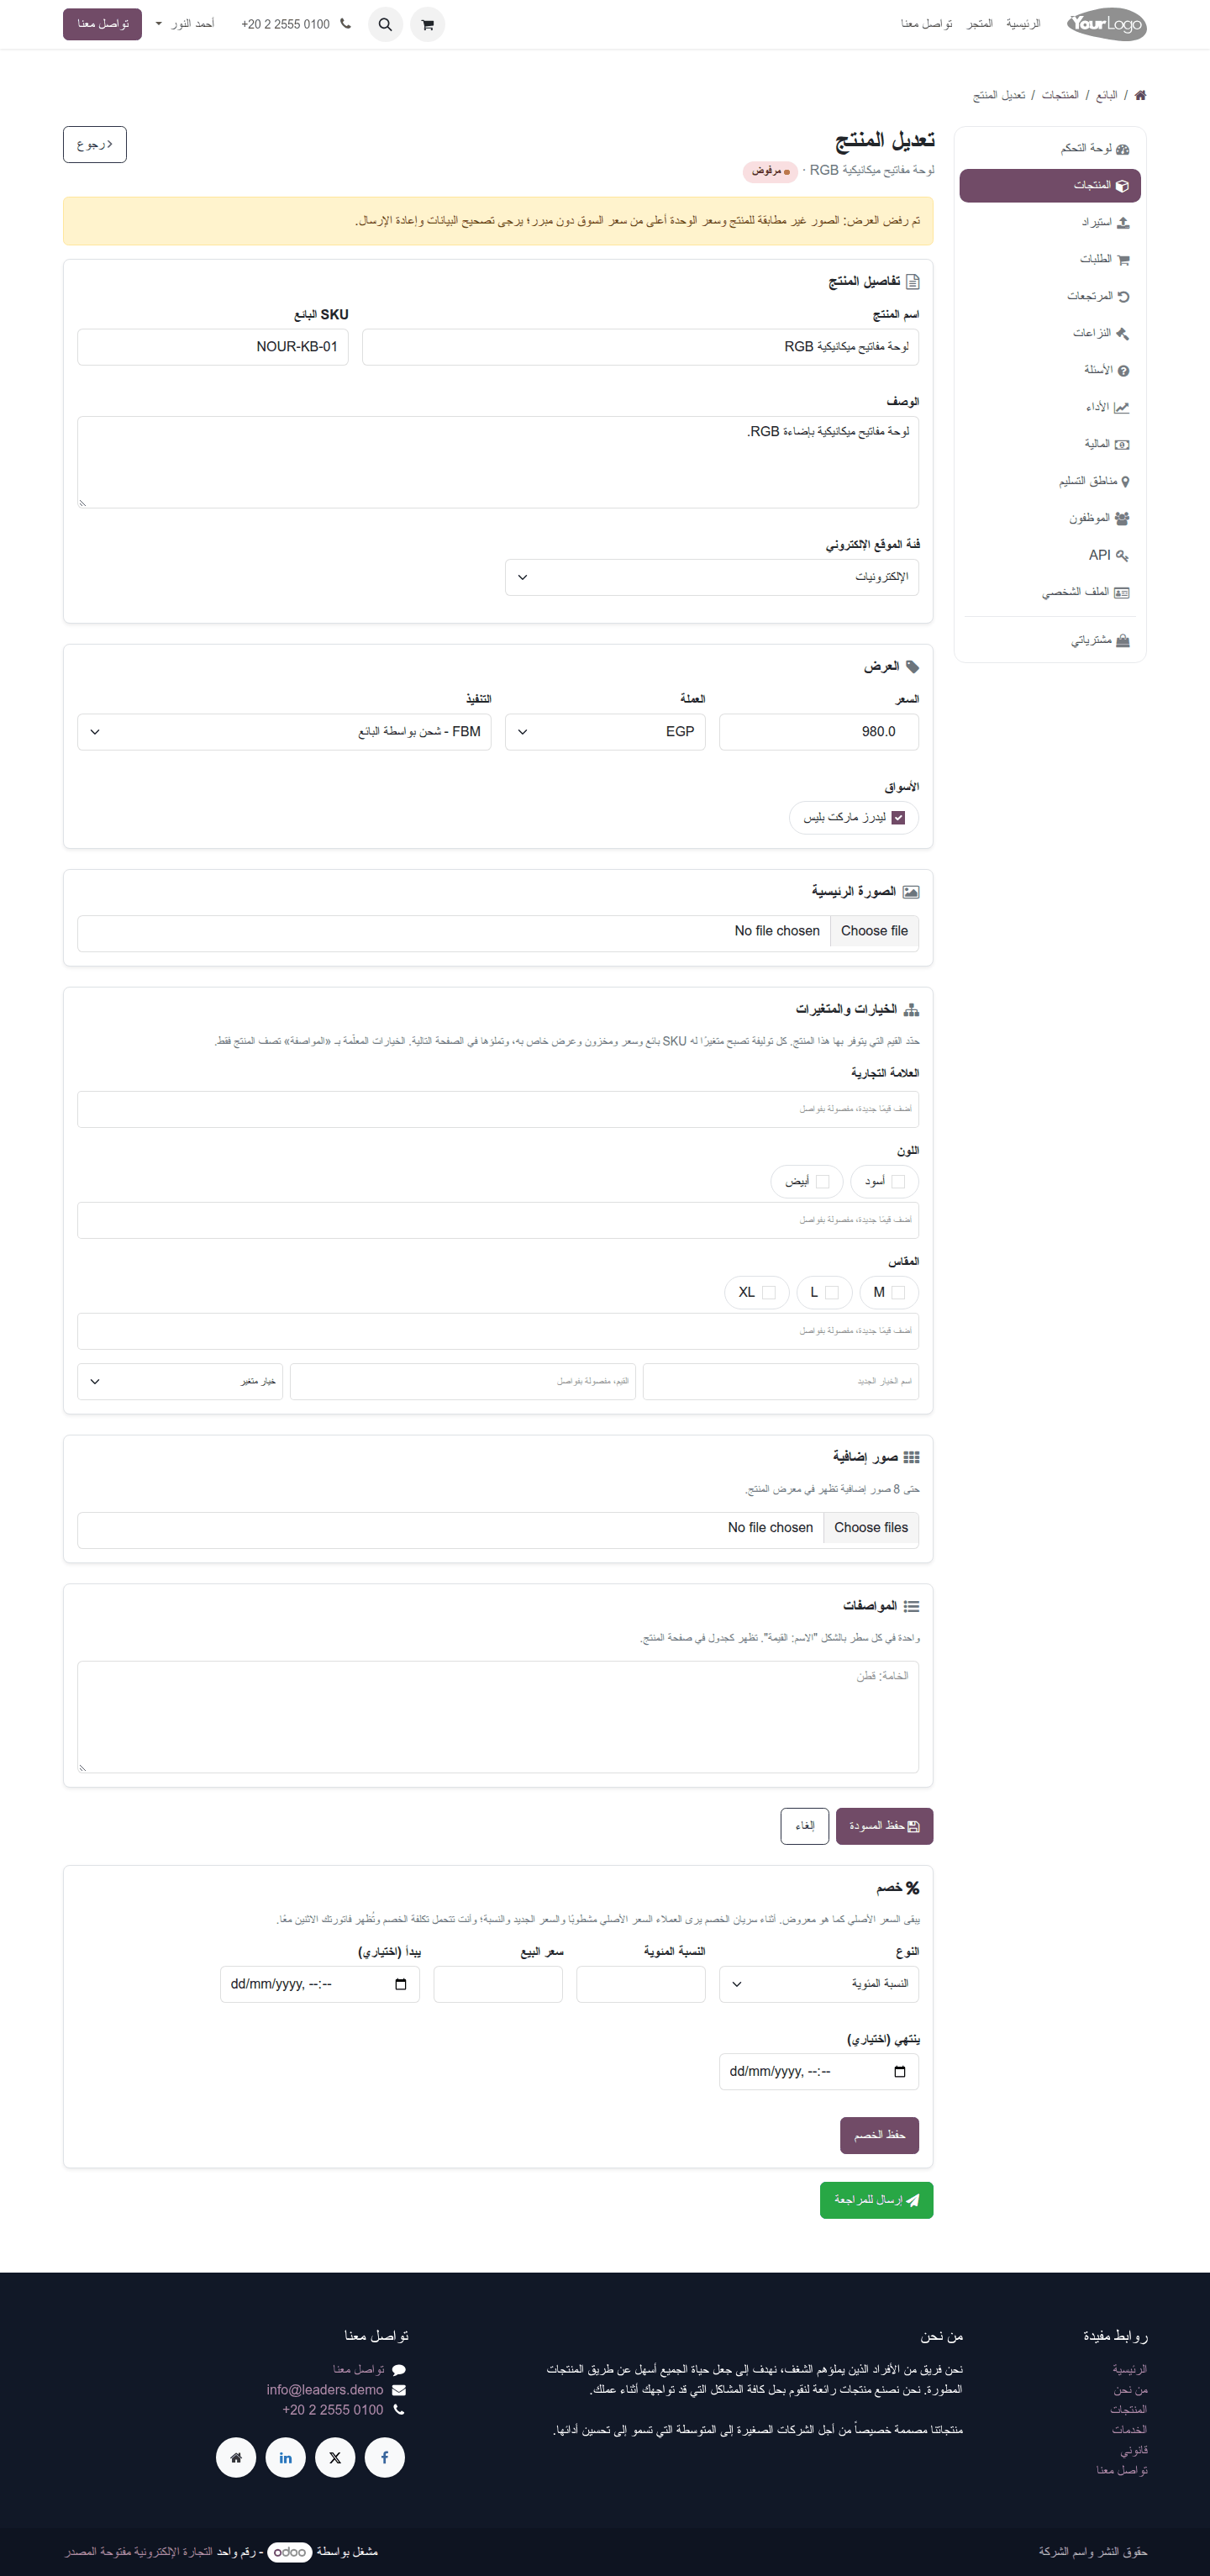 YourLogo
الرئيسية
المتجر
تواصل معنا
+20 2 2555 0100
أحمد النور
تواصل معنا
/ البائع / المنتجات / تعديل المنتج
لوحة التحكم
المنتجات
استيراد
الطلبات
المرتجعات
النزاعات
الأسئلة
الأداء
المالية
مناطق التسليم
الموظفون
API
الملف الشخصي
مشترياتي
تعديل المنتج
لوحة مفاتيح ميكانيكية RGB · مرفوض
رجوع
تم رفض العرض: الصور غير مطابقة للمنتج وسعر الوحدة أعلى من سعر السوق دون مبرر؛ يرجى تصحيح البيانات وإعادة الإرسال.
تفاصيل المنتج
اسم المنتج
SKU البائع
لوحة مفاتيح ميكانيكية RGB
NOUR-KB-01
الوصف
لوحة مفاتيح ميكانيكية بإضاءة RGB.
فئة الموقع الإلكتروني
الإلكترونيات
العرض
السعر
العملة
التنفيذ
980.0
EGP
FBM - شحن بواسطة البائع
الأسواق
ليدرز ماركت بليس
الصورة الرئيسية
Choose file
No file chosen
الخيارات والمتغيرات
حدّد القيم التي يتوفر بها هذا المنتج. كل توليفة تصبح متغيرًا له SKU بائع وسعر ومخزون وعرض خاص به، وتملؤها في الصفحة التالية. الخيارات المعلّمة بـ «المواصفة» تصف المنتج فقط.
العلامة التجارية
أضف قيمًا جديدة، مفصولة بفواصل
اللون
أسود
أبيض
أضف قيمًا جديدة، مفصولة بفواصل
المقاس
M
L
XL
أضف قيمًا جديدة، مفصولة بفواصل
اسم الخيار الجديد
القيم، مفصولة بفواصل
خيار متغير
صور إضافية
حتى 8 صور إضافية تظهر في معرض المنتج.
Choose files
No file chosen
المواصفات
واحدة في كل سطر بالشكل "الاسم: القيمة". تظهر كجدول في صفحة المنتج.
الخامة: قطن
حفظ المسودة
إلغاء
خصم
يبقى السعر الأصلي كما هو معروض. أثناء سريان الخصم يرى العملاء السعر الأصلي مشطوبًا والسعر الجديد والنسبة؛ وأنت تتحمل تكلفة الخصم وتُظهر فاتورتك الاثنين معًا.
النوع
النسبة المئوية
سعر البيع
يبدأ (اختياري)
النسبة المئوية
dd/mm/yyyy, --:--
ينتهي (اختياري)
dd/mm/yyyy, --:--
حفظ الخصم
إرسال للمراجعة
روابط مفيدة
الرئيسية
من نحن
المنتجات
الخدمات
قانوني
تواصل معنا
من نحن
نحن فريق من الأفراد الذين يملؤهم الشغف، نهدف إلى جعل حياة الجميع أسهل عن طريق المنتجات
المطورة. نحن نصنع منتجات رائعة لنقوم بحل كافة المشاكل التي قد تواجهك أثناء عملك.
منتجاتنا مصممة خصيصاً من أجل الشركات الصغيرة إلى المتوسطة التي تسمو إلى تحسين أدائها.
تواصل معنا
تواصل معنا
info@leaders.demo
+20 2 2555 0100
حقوق النشر واسم الشركة
مشغل بواسطة odoo - رقم واحد التجارة الإلكترونية مفتوحة المصدر